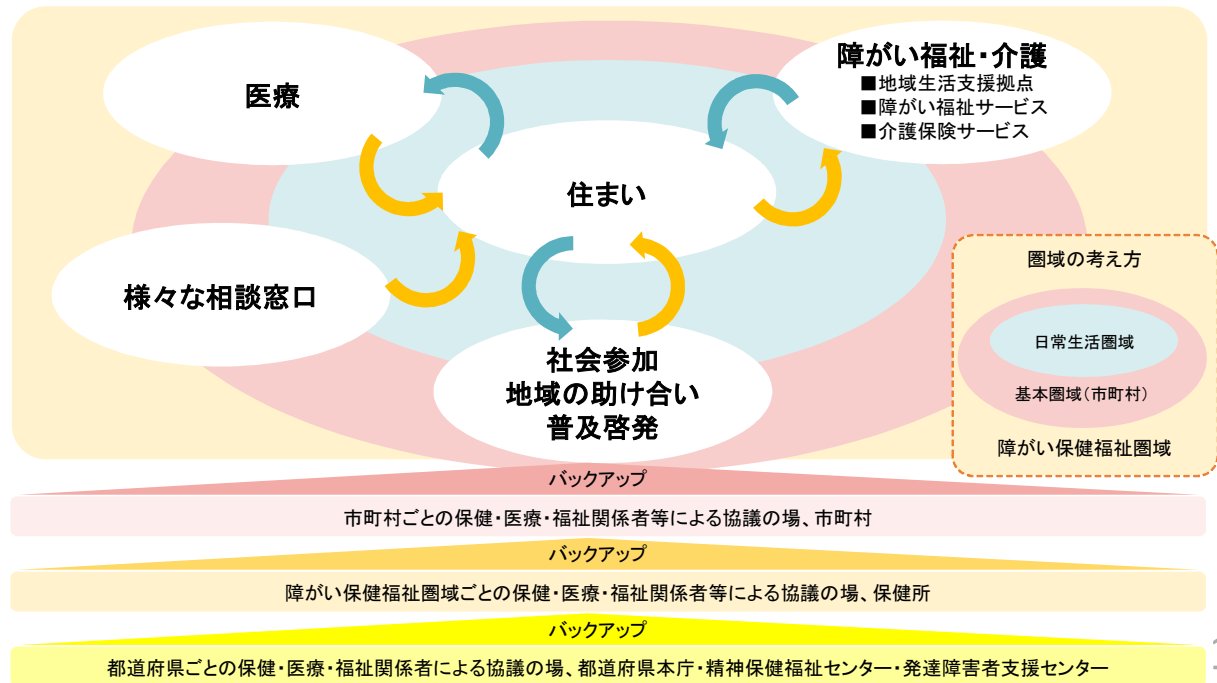 医療
障がい福祉・介護
■地域生活支援拠点
■障がい福祉サービス
■介護保険サービス
住まい
様々な相談窓口
社会参加
地域の助け合い
普及啓発
圏域の考え方
日常生活圏域
基本圏域(市町村)
障がい保健福祉圏域
バックアップ
市町村ごとの保健・医療・福祉関係者等による協議の場、市町村
バックアップ
障がい保健福祉圏域ごとの保健・医療・福祉関係者等による協議の場、保健所
バックアップ
都道府県ごとの保健・医療・福祉関係者による協議の場、都道府県本庁・精神保健福祉センター・発達障害者支援センター